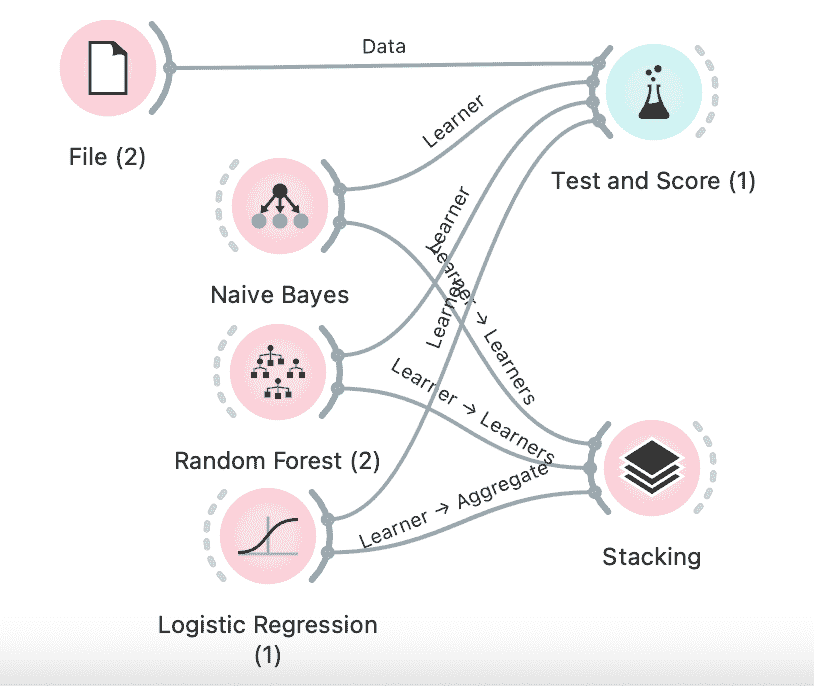 Data
File (2)
Learner
Test and Score (1)
Learner
Naive Bayes
Learner → Learners
Learner
Learner → Learners
Random Forest (2)
Learner → Aggregate
Stacking
Logistic Regression
(1)